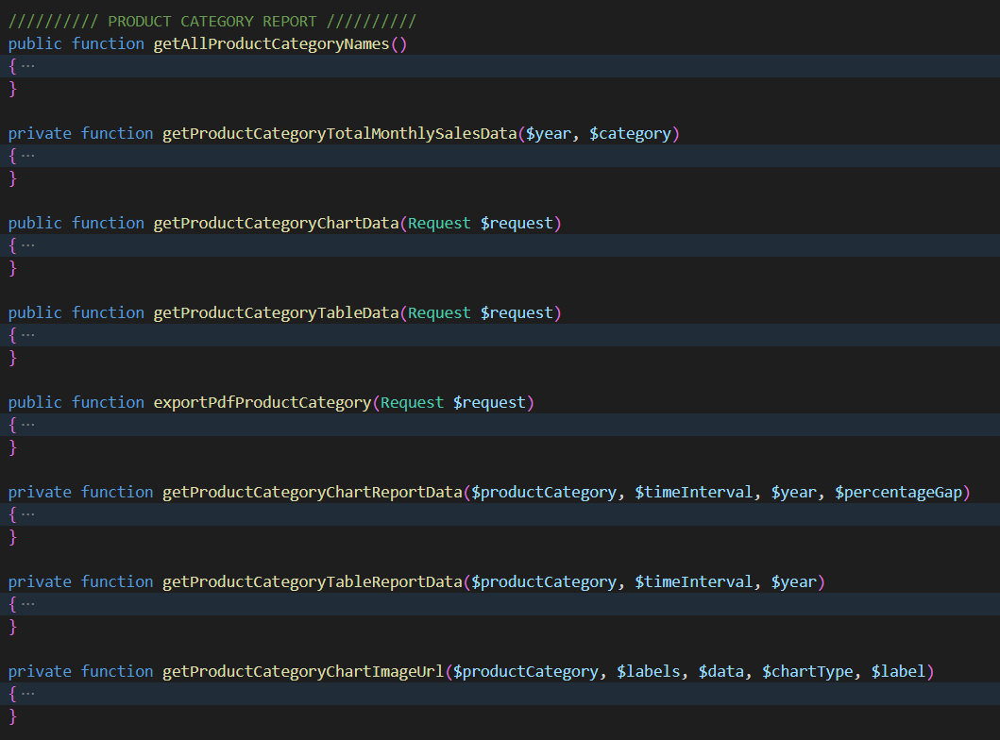 ////////// PRODUCT CATEGORY REPORT //////////
public function getAllProductCategoryNames()
{ ···
}
private function getProductCategoryTotalMonthlySalesData($year, $category)
{ ···
}
public function getProductCategoryChartData(Request $request)
{ ···
}
public function getProductCategoryTableData(Request $request)
{ ···
}
public function exportPdfProductCategory(Request $request)
{ ···
}
private function getProductCategoryChartReportData($productCategory, $timeInterval, $year, $percentageGap)
{ ···
}
private function getProductCategoryTableReportData($productCategory, $timeInterval, $year)
{ ···
}
private function getProductCategoryChartImageUrl($productCategory, $labels, $data, $chartType, $label)
{ ···
}